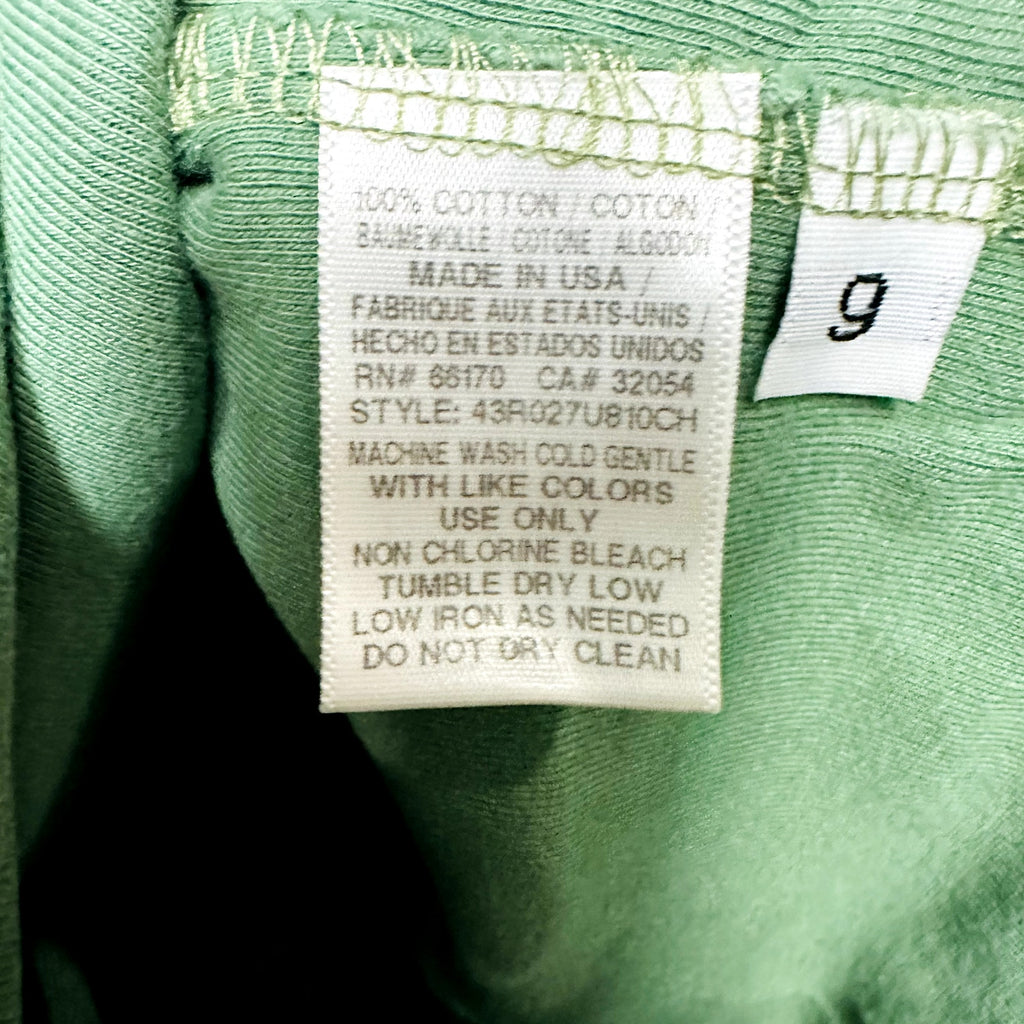 100% COTTON / COTON /
BAUMEWOLLE / COTONE / ALGODON
MADE IN USA /
FABRIQUE AUX ETATS-UNIS /
HECHO EN ESTADOS UNIDOS
RN# 66170 CA# 32054
STYLE: 43R027U810CH
MACHINE WASH COLD GENTLE
WITH LIKE COLORS
USE ONLY
NON CHLORINE BLEACH
TUMBLE DRY LOW
LOW IRON AS NEEDED
DO NOT DRY CLEAN
g